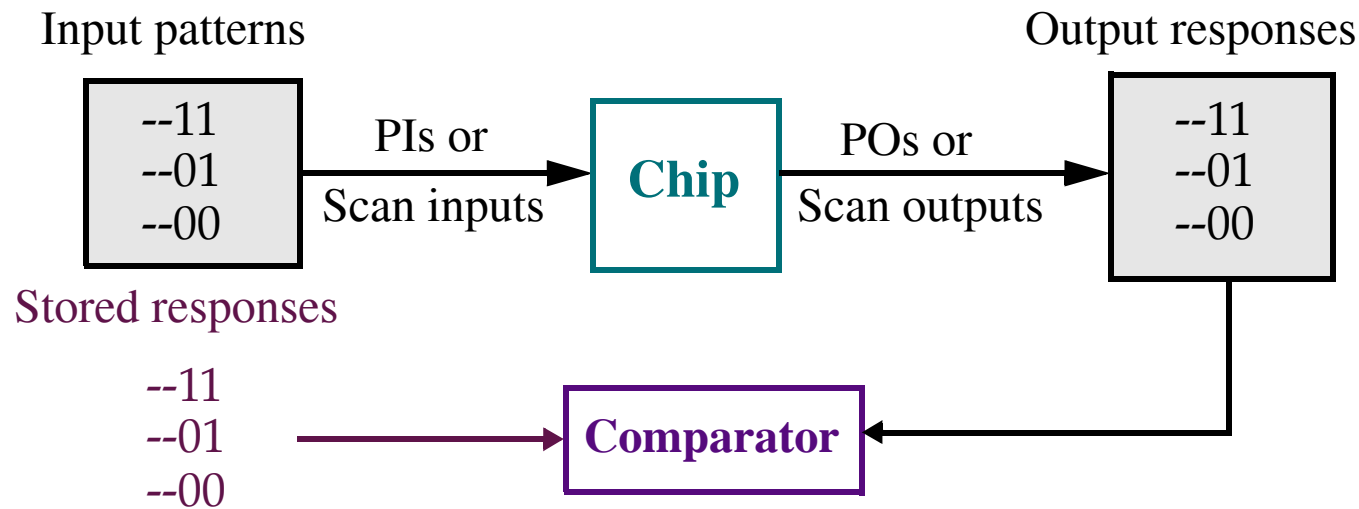 Input patterns
Output responses
--11
--01
--00
PIs or
Scan inputs
Chip
POs or
Scan outputs
--11
--01
--00
Stored responses
--11
--01
--00
Comparator